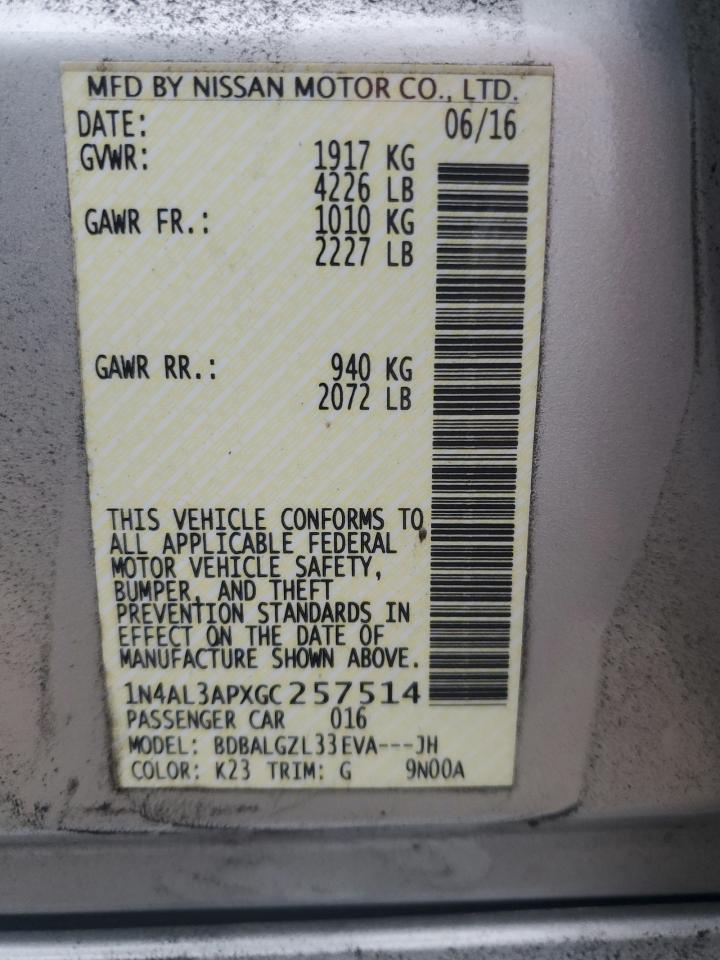 MFD BY NISSAN MOTOR CO., LTD.
DATE: 06/16
GVWR: 1917 KG
4226 LB
GAWR FR.: 1010 KG
2227 LB
GAWR RR.: 940 KG
2072 LB
THIS VEHICLE CONFORMS TO
ALL APPLICABLE FEDERAL
MOTOR VEHICLE SAFETY,
BUMPER, AND THEFT
PREVENTION STANDARDS IN
EFFECT ON THE DATE OF
MANUFACTURE SHOWN ABOVE.
1N4AL3APXGC257514
PASSENGER CAR 016
MODEL: BDBALGZL33EVA---JH
COLOR: K23 TRIM: G 9N00A